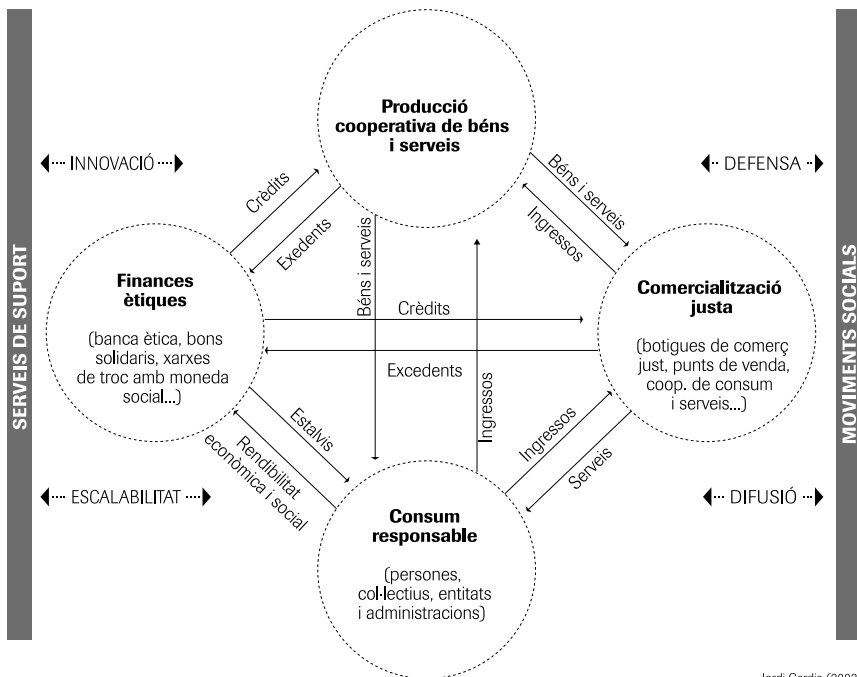 Producció
cooperativa de béns
i serveis
INNOVACIÓ
DEFENSA
Crèdits
Exedents
Béns i serveis
Béns i serveis
Ingressos
SERVEIS DE SUPORT
MOVIMENTS SOCIALS
Finances
ètiques
(banca ètica, bons
solidaris, xarxes
de troc amb moneda
social...)
Crèdits
Excedents
Comercialització
justa
(botigues de comerç
just, punts de venda,
coop. de consum
i serveis...)
Estalvis
Rendibilitat
econòmica i social
Ingressos
Ingressos
Serveis
ESCALABILITAT
DIFUSIÓ
Consum
responsable
(persones,
col·lectius, entitats
i administracions)